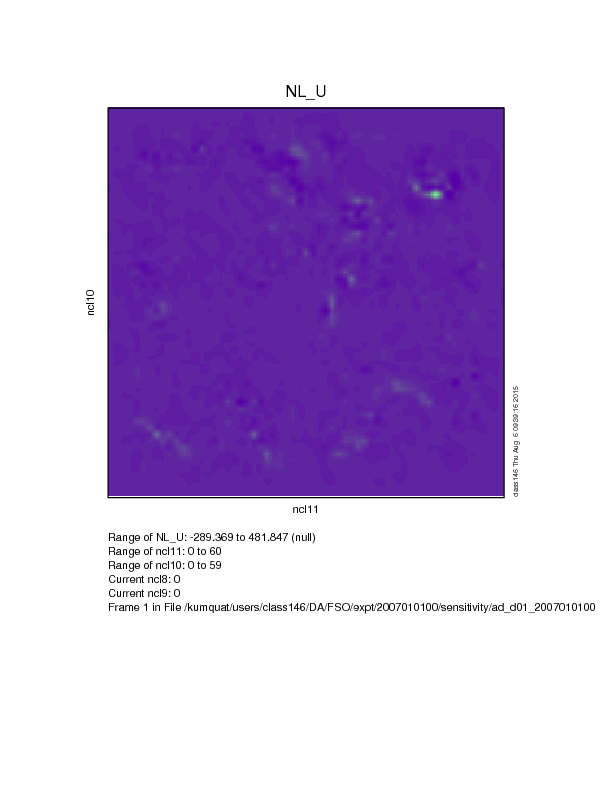 NL_U
ncl10
ncl11
class146 Thu Aug 6 09:39:16 2015
Range of NL_U: -289.369 to 481.847 (null)
Range of ncl11: 0 to 60
Range of ncl10: 0 to 59
Current ncl8: 0
Current ncl9: 0
Frame 1 in File /kumquat/users/class146/DA/FSO/expt/2007010100/sensitivity/ad_d01_2007010100